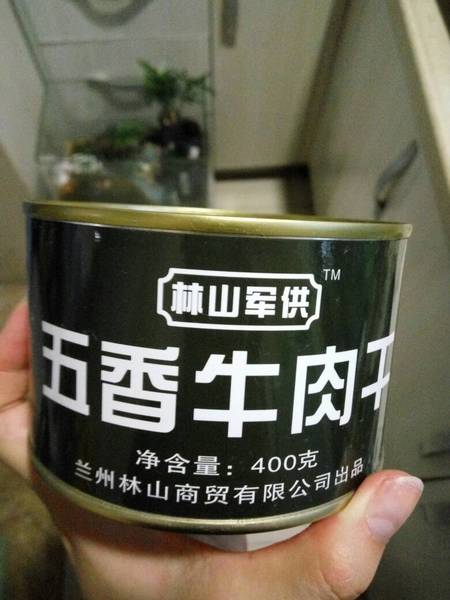 林山军供 TM
五香牛肉干
净含量：400克
兰州林山商贸有限公司出品